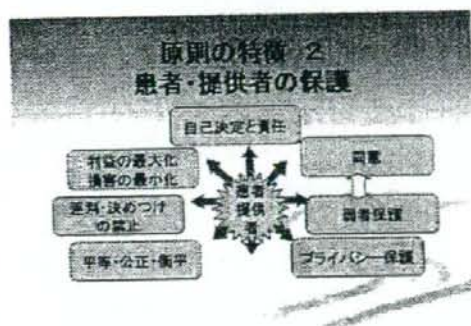 原則の特徴 2
患者・提供者の保護
自己決定と責任
利益の最大化
損害の最小化
同意
患者
提供
者
差別・決めつけ
の禁止
弱者保護
平等・公正・衡平
プライバシー保護